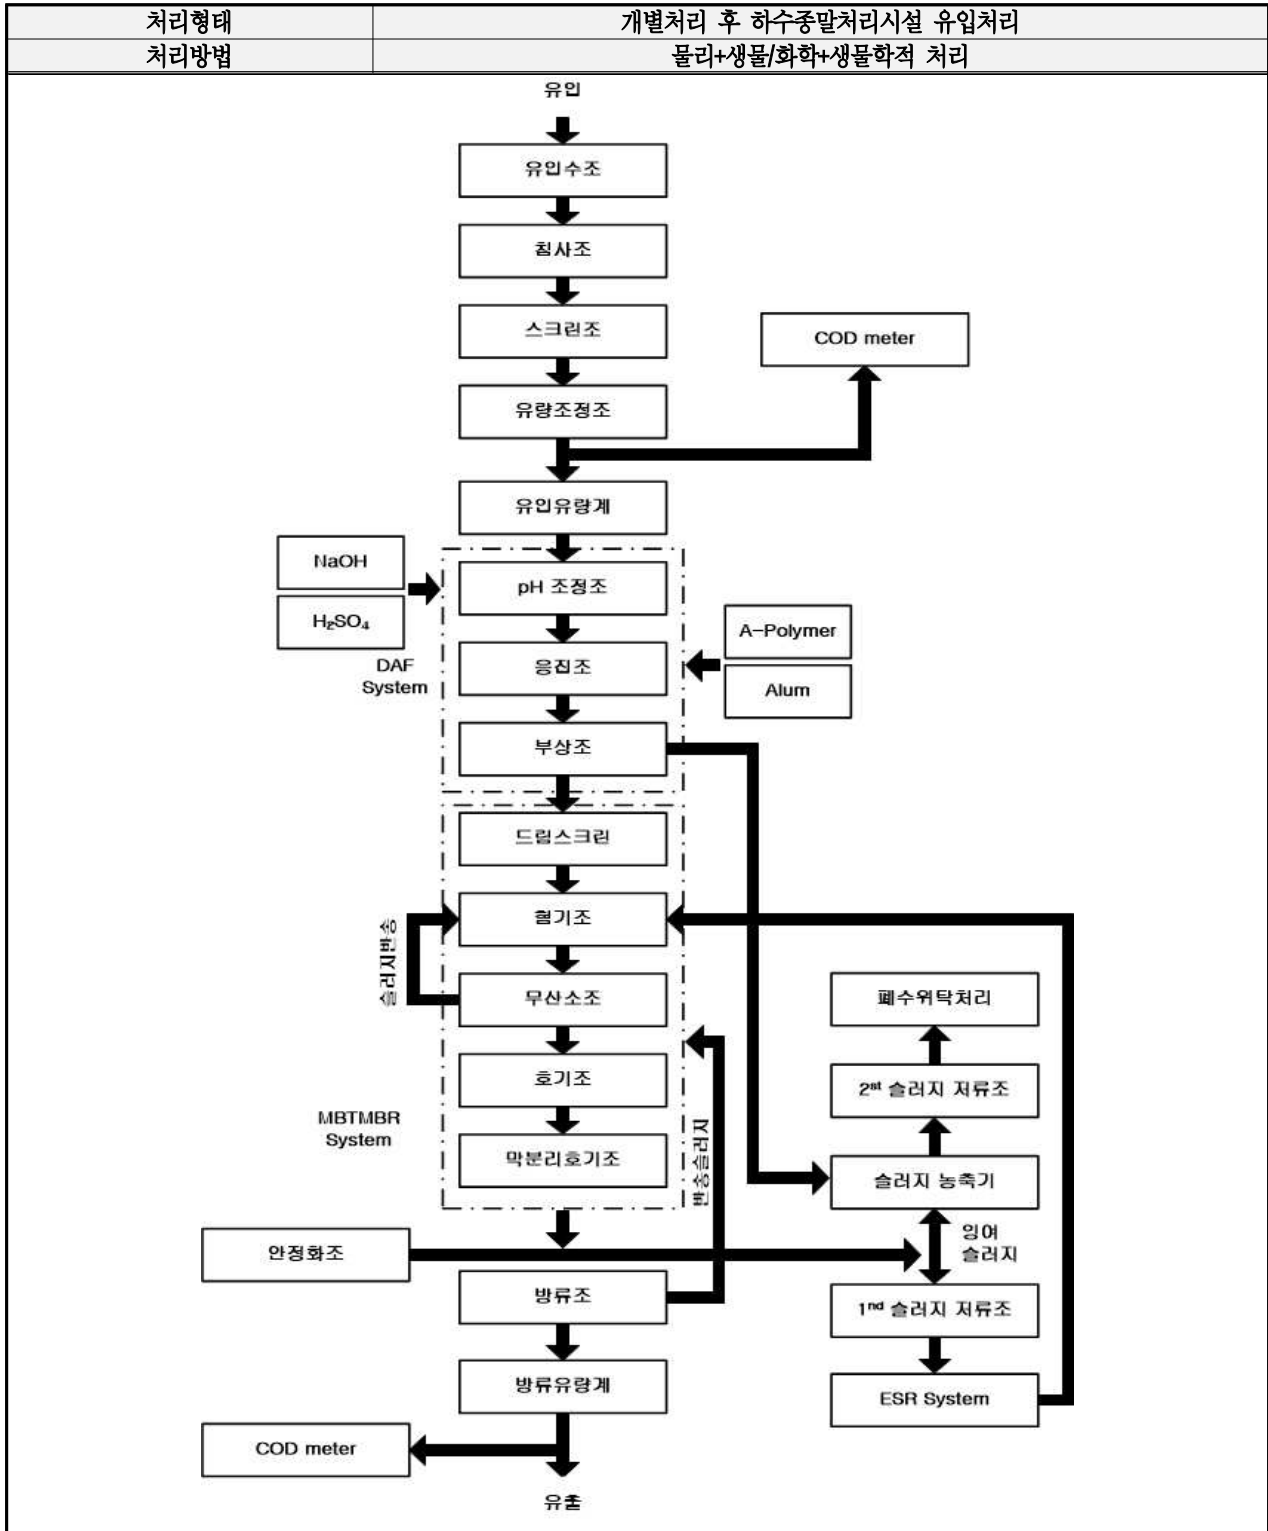 처리형태 개별처리 후 하수종말처리시설 유입처리
처리방법 물리+생물/화학+생물학적 처리
유입
유입수조
침사조
스크린조
COD meter
유량조정조
유입유량계
NaOH
pH 조정조
H₂SO₄
A-Polymer
DAF
System
응집조
Alum
부상조
드럼스크린
혐기조
슬러지반송
무산소조
폐수위탁처리
호기조
2ˢᵗ 슬러지 저류조
MBTMBR
System
막분리호기조
반송슬러지
슬러지 농축기
안정화조
잉여
슬러지
방류조
1ⁿᵈ 슬러지 저류조
방류유량계
ESR System
COD meter
유출